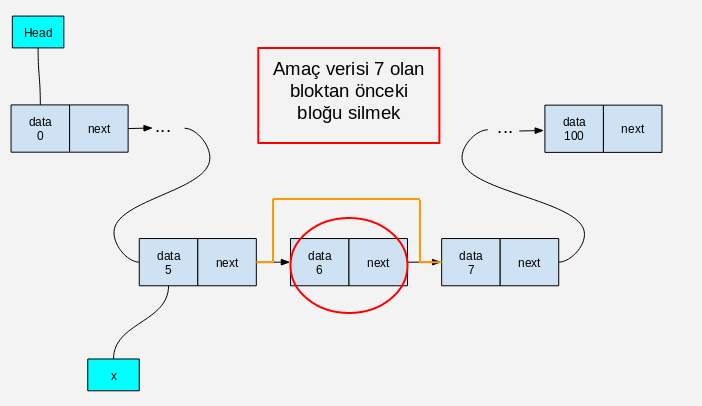 Head
Amaç verisi 7 olan
bloktan önceki
bloğu silmek
data
0
next
...
...
data
100
next
data
5
next
data
6
next
data
7
next
x